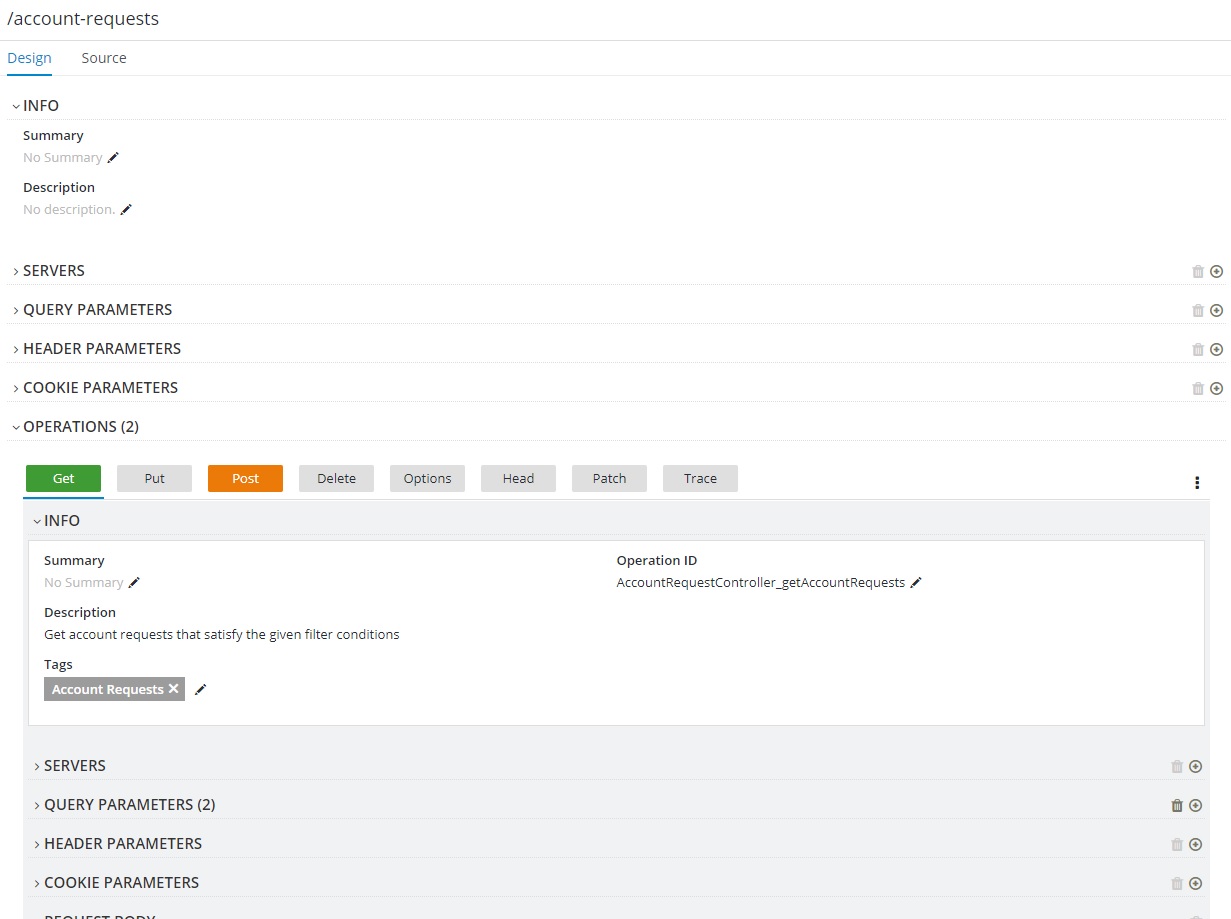 /account-requests
Design Source
INFO
Summary
No Summary
Description
No description.
SERVERS
QUERY PARAMETERS
HEADER PARAMETERS
COOKIE PARAMETERS
OPERATIONS (2)
Get Put Post Delete Options Head Patch Trace
INFO
Summary Operation ID
No Summary AccountRequestController_getAccountRequests
Description
Get account requests that satisfy the given filter conditions
Tags
Account Requests
SERVERS
QUERY PARAMETERS (2)
HEADER PARAMETERS
COOKIE PARAMETERS
REQUEST BODY